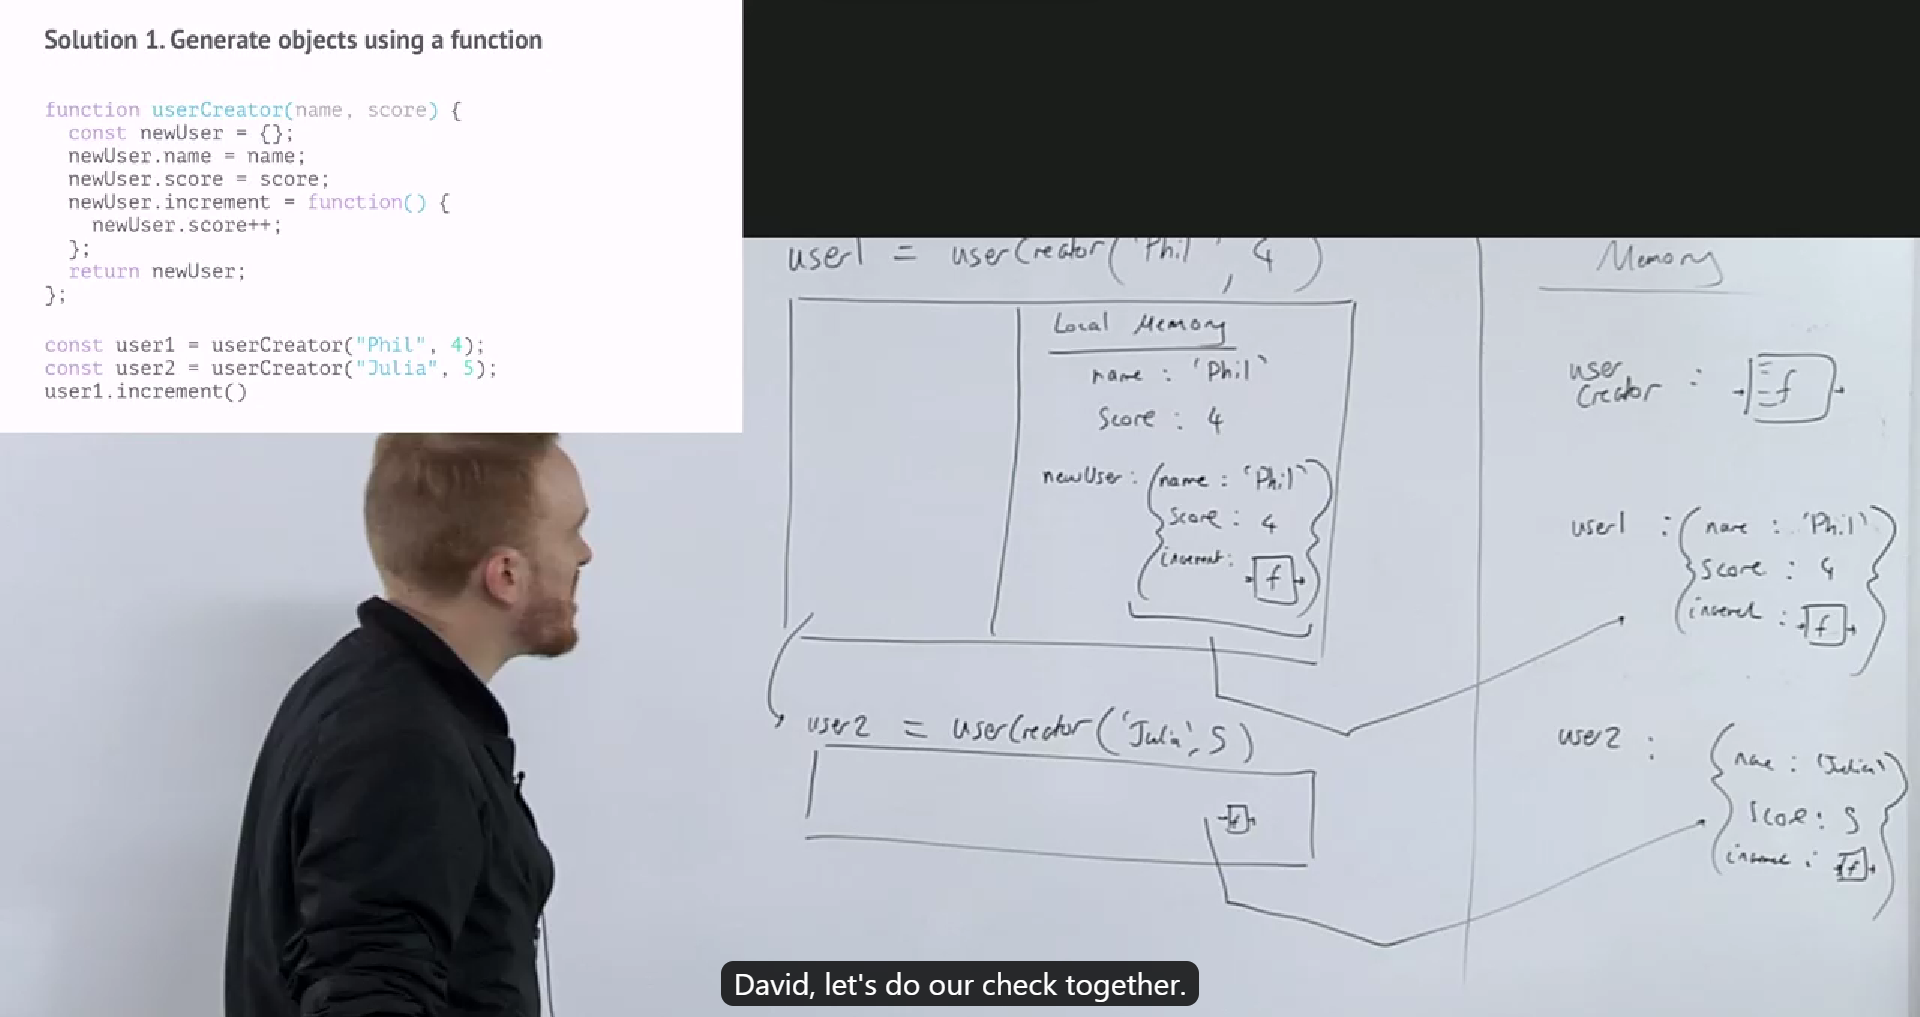 Solution 1. Generate objects using a function
function userCreator(name, score) {
const newUser = {};
newUser.name = name;
newUser.score = score;
newUser.increment = function() {
newUser.score++;
};
return newUser;
};
const user1 = userCreator("Phil", 4);
const user2 = userCreator("Julia", 5);
user1.increment()
user1 = userCreator('Phil', 4)
Local Memory
name : 'Phil'
Score : 4
newUser : { name : 'Phil'
Score : 4
increment : f }
user2 = userCreator('Julia', 5)
f
Memory
user
Creator : f
user1 : { name : 'Phil'
Score : 4
f }
user2 : { name : 'Julia'
Score : 5
f }
David, let's do our check together.